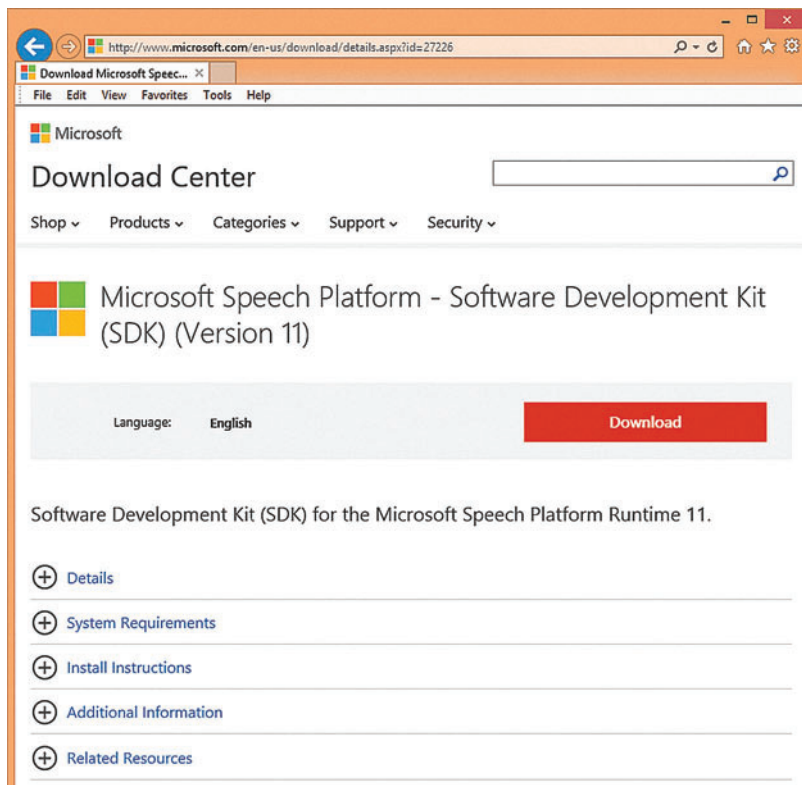 http://www.microsoft.com/en-us/download/details.aspx?id=27226
Download Microsoft Speec...
File Edit View Favorites Tools Help
Microsoft
Download Center
Shop Products Categories Support Security
Microsoft Speech Platform - Software Development Kit
(SDK) (Version 11)
Language: English Download
Software Development Kit (SDK) for the Microsoft Speech Platform Runtime 11.
Details
System Requirements
Install Instructions
Additional Information
Related Resources